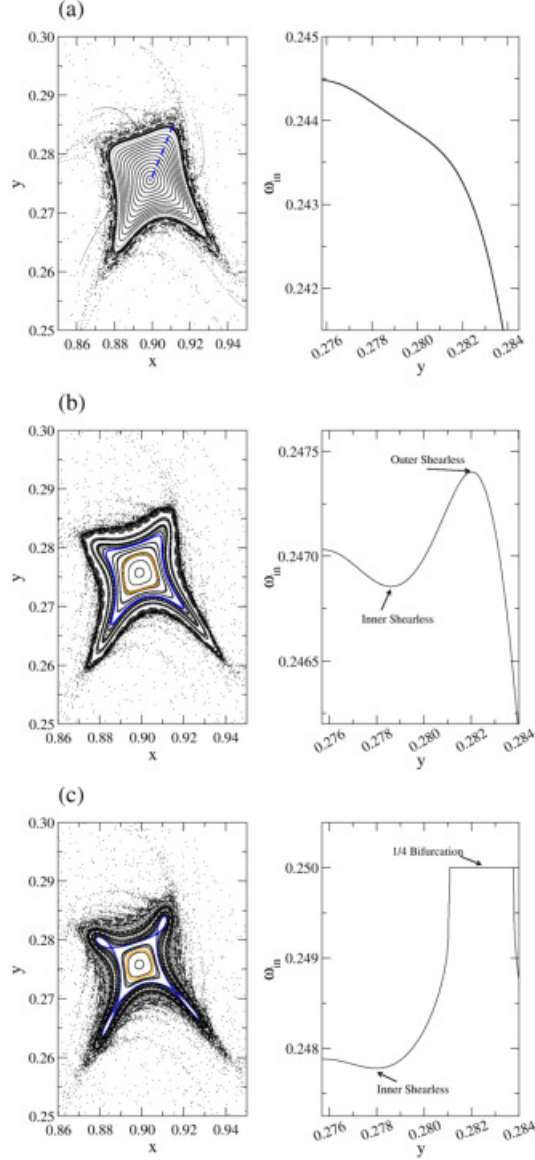 (a)
0.30
0.29
0.28
0.27
0.26
0.25
y
0.86 0.88 0.90 0.92 0.94
x
0.245
0.244
0.243
0.242
ω_in
0.276 0.278 0.280 0.282 0.284
y
(b)
0.30
0.29
0.28
0.27
0.26
0.25
y
0.86 0.88 0.90 0.92 0.94
x
0.2475
0.2470
0.2465
ω_in
Outer Shearless
Inner Shearless
0.276 0.278 0.280 0.282 0.284
y
(c)
0.30
0.29
0.28
0.27
0.26
0.25
y
0.86 0.88 0.90 0.92 0.94
x
0.250
0.249
0.248
ω_in
1/4 Bifurcation
Inner Shearless
0.276 0.278 0.280 0.282 0.284
y